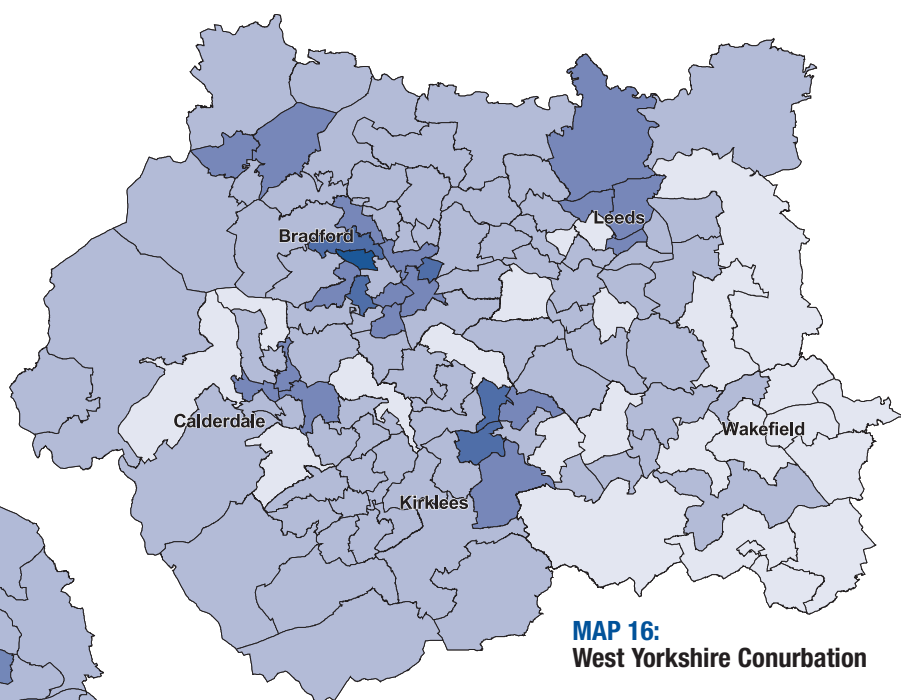 Leeds
Bradford
Calderdale
Wakefield
Kirklees
MAP 16:
West Yorkshire Conurbation